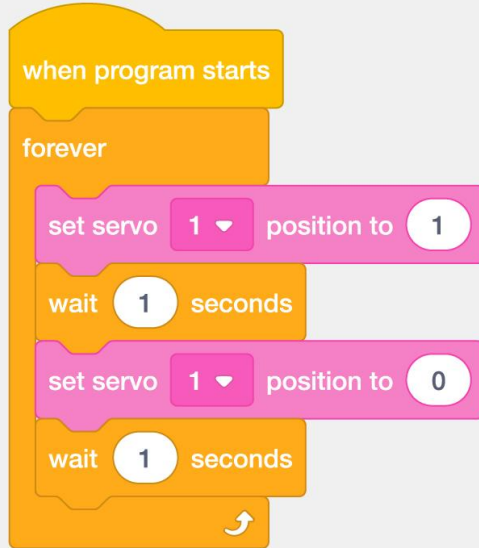 when program starts
forever
set servo 1 position to 1
wait 1 seconds
set servo 1 position to 0
wait 1 seconds